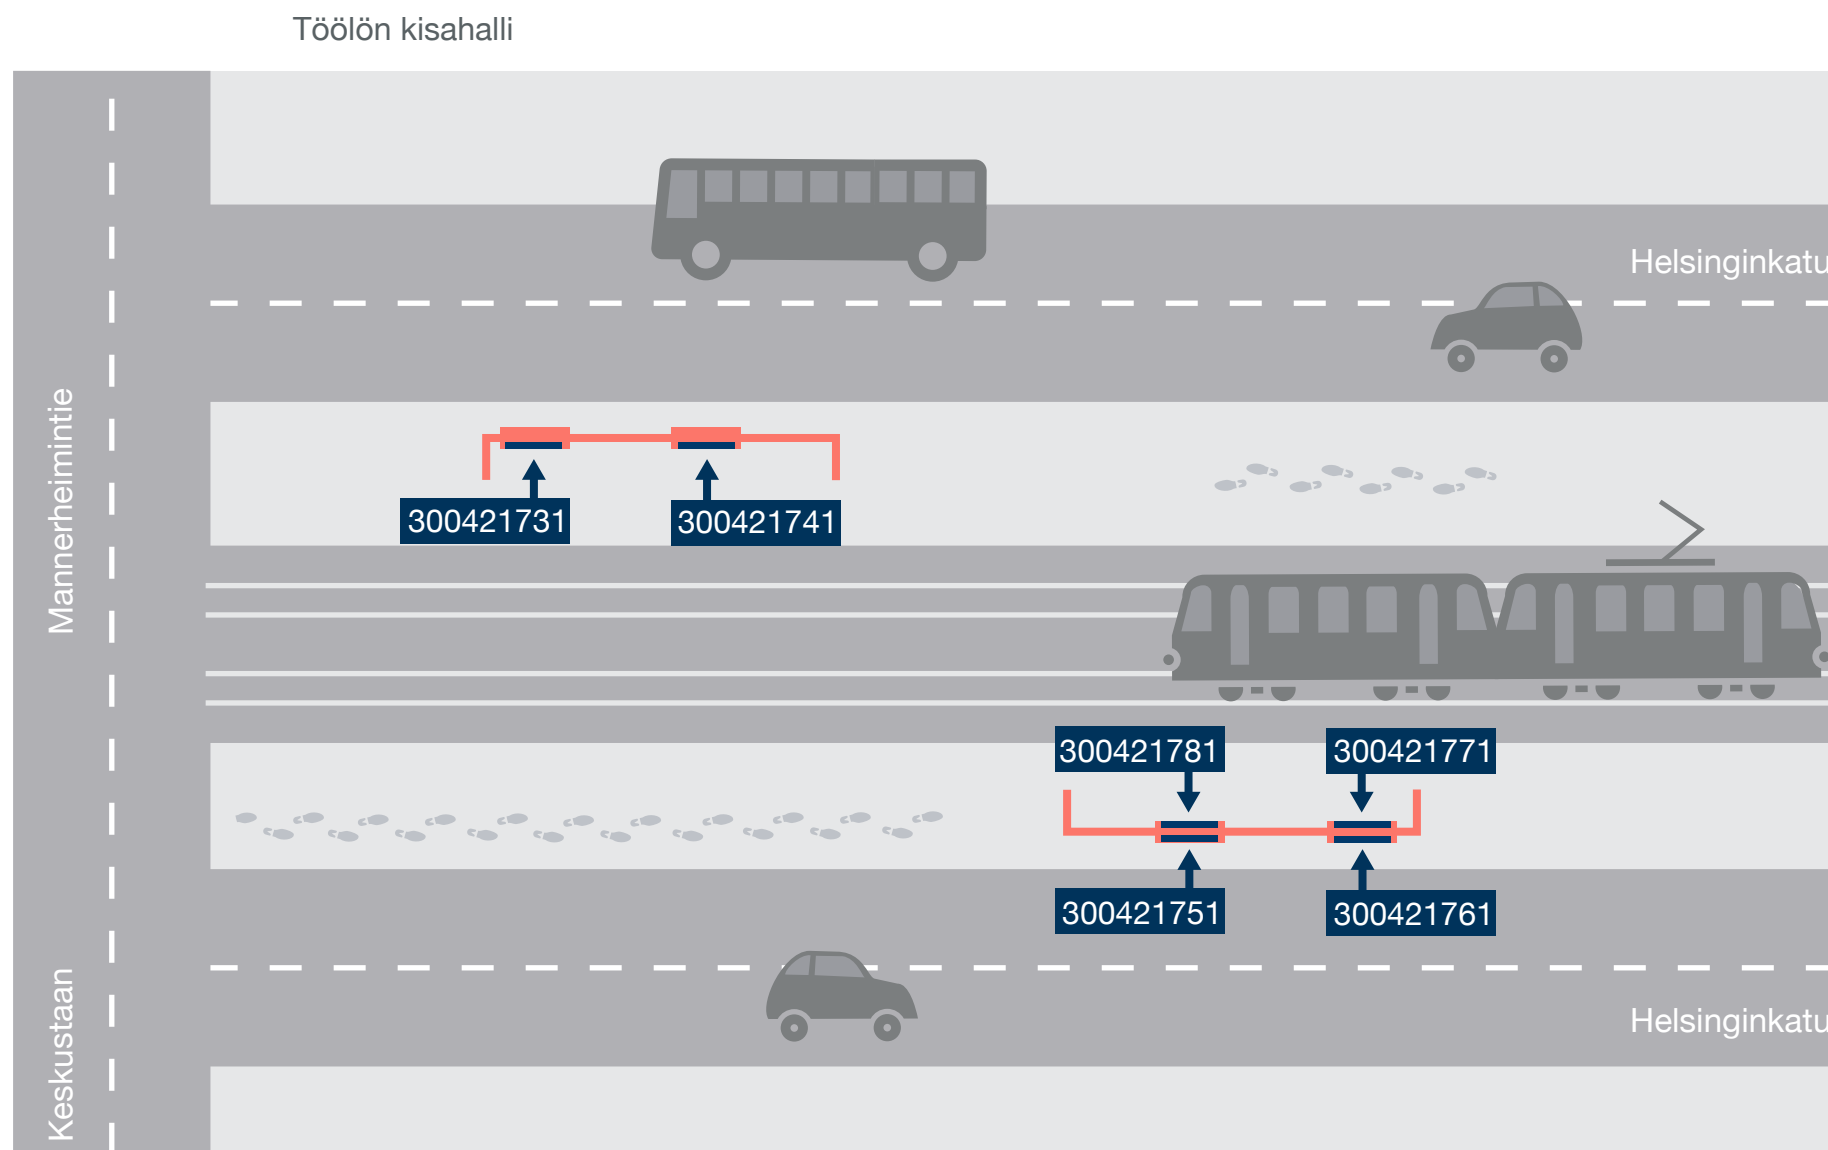 Töölön kisahalli
Helsinginkatu
Mannerheimintie
300421731
300421741
300421781
300421771
300421751
300421761
Keskustaan
Helsinginkatu